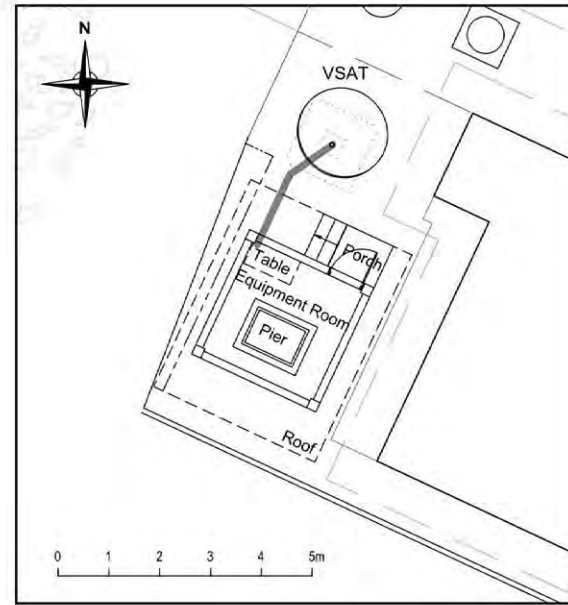 N
VSAT
Porch
Table
Equipment Room
Pier
Roof
0 1 2 3 4 5m